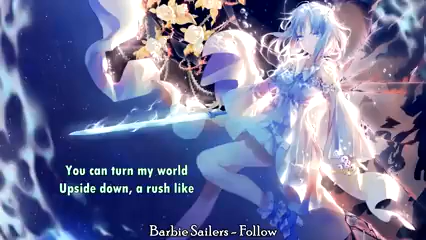 You can turn my world
Upside down, a rush like
Barbie Sailers - Follow